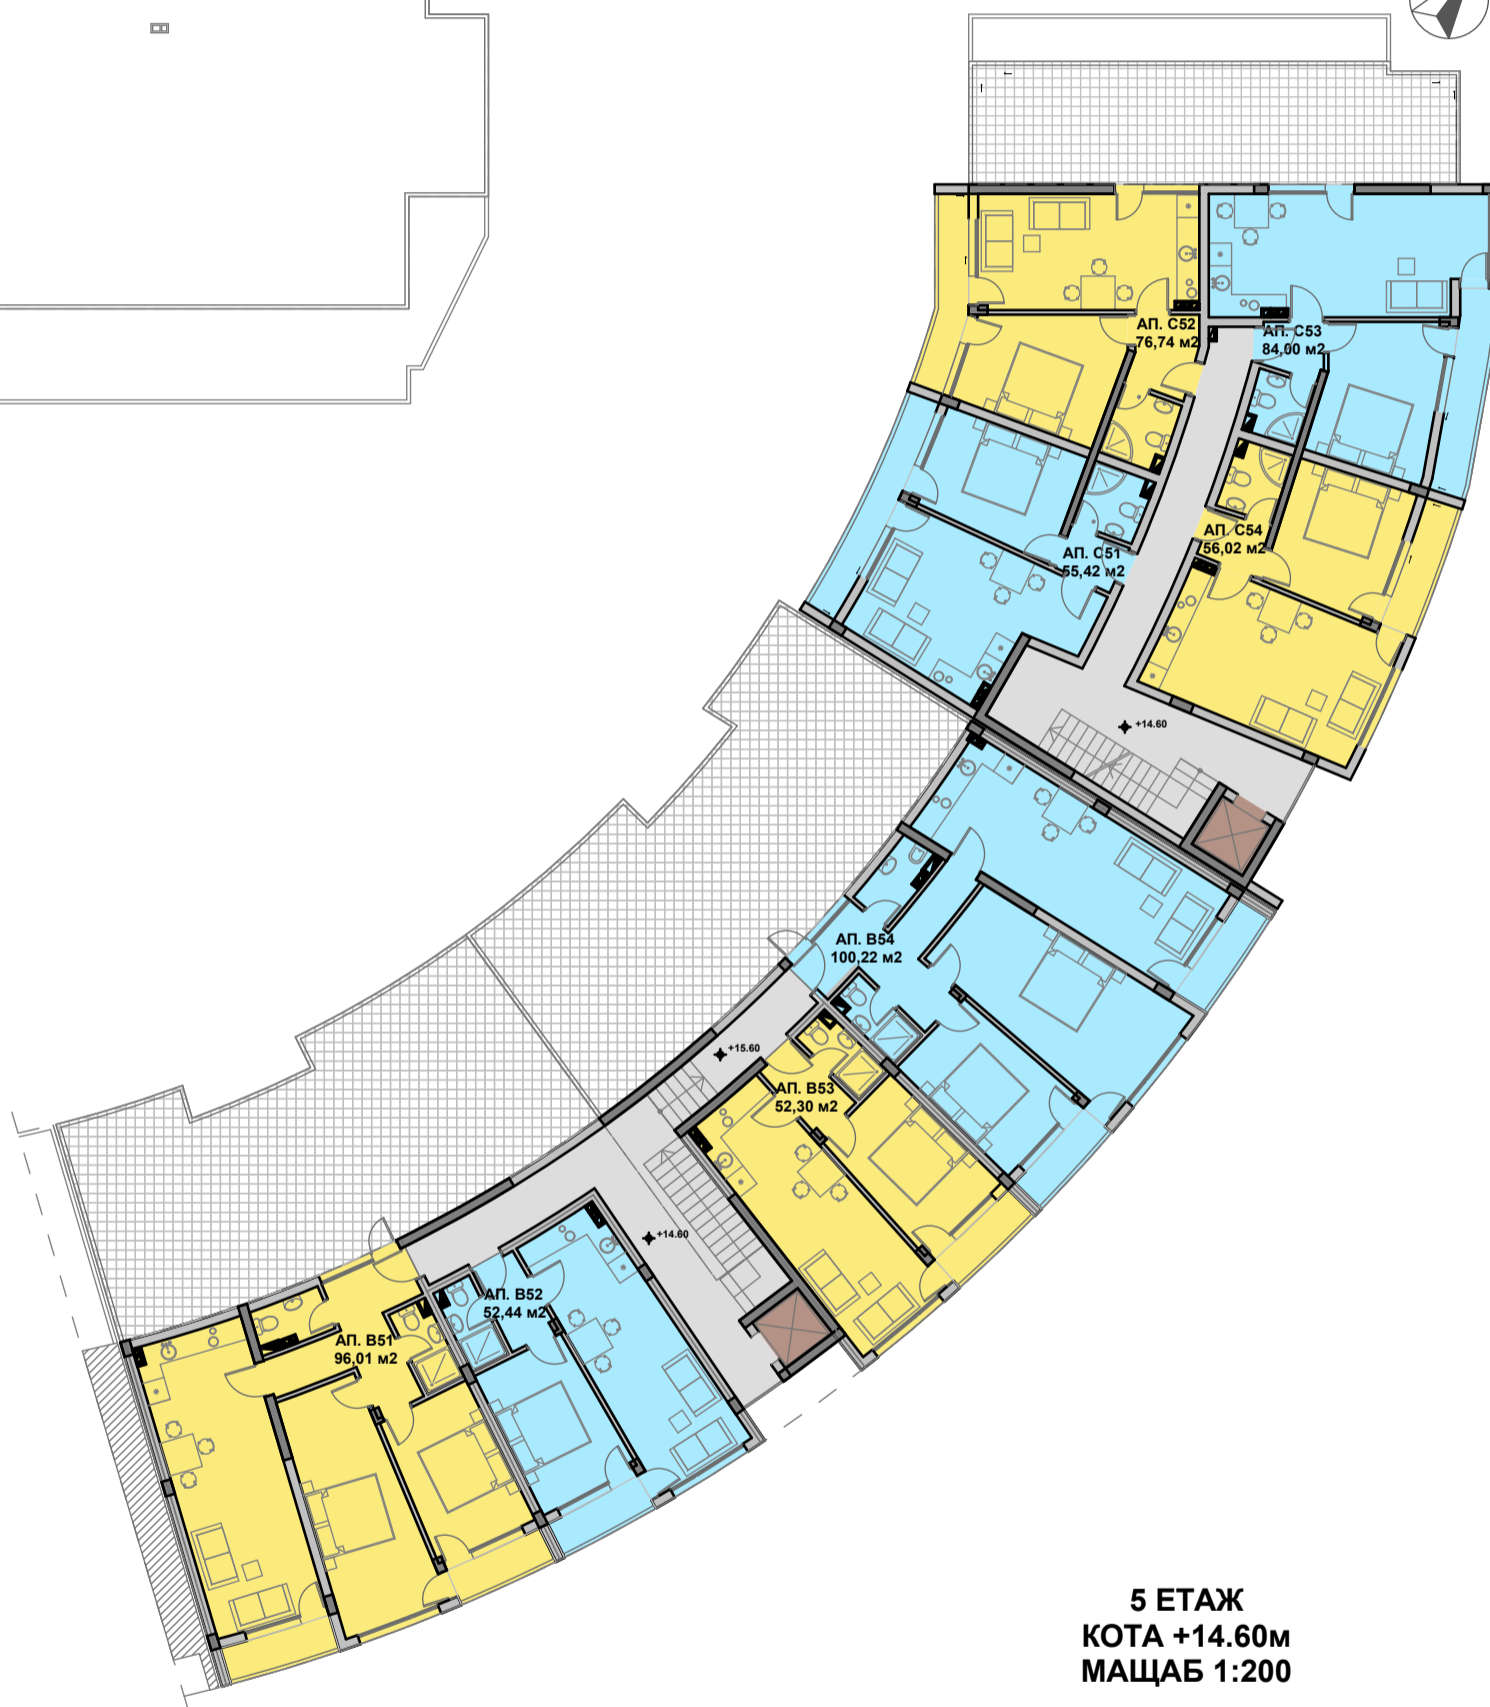 АП. С52
76,74 м2
АП. С53
84,00 м2
АП. С54
56,02 м2
АП. С51
55,42 м2
+14.60
АП. В54
100,22 м2
+15.60
АП. В53
52,30 м2
+14.60
АП. В52
52,44 м2
АП. В51
96,01 м2
5 ЕТАЖ
КОТА +14.60м
МАЩАБ 1:200